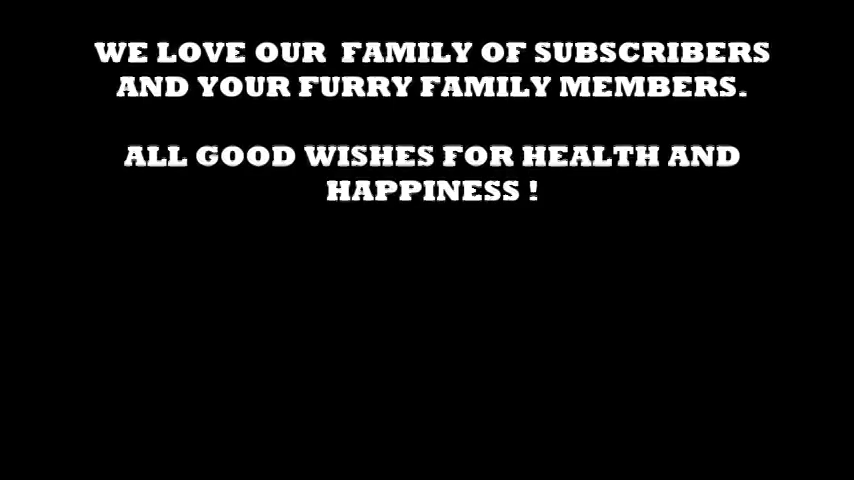 WE LOVE OUR  FAMILY OF SUBSCRIBERS
AND YOUR FURRY FAMILY MEMBERS.
ALL GOOD WISHES FOR HEALTH AND
HAPPINESS !